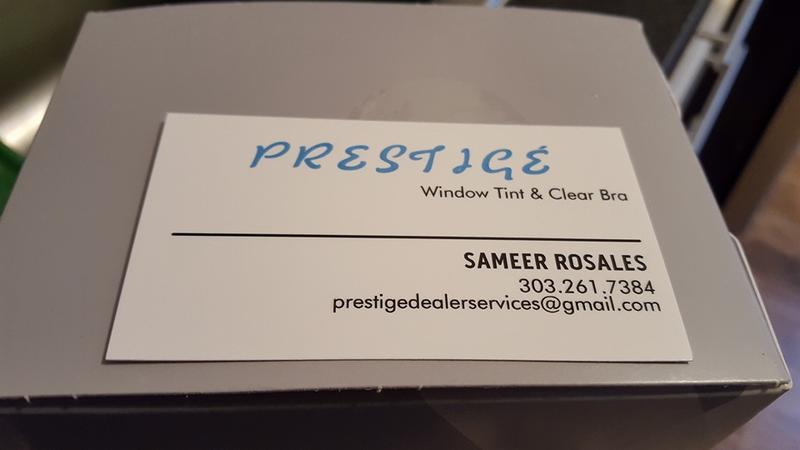 PRESTIGE
Window Tint & Clear Bra
SAMEER ROSALES
303.261.7384
prestigedealerservices@gmail.com